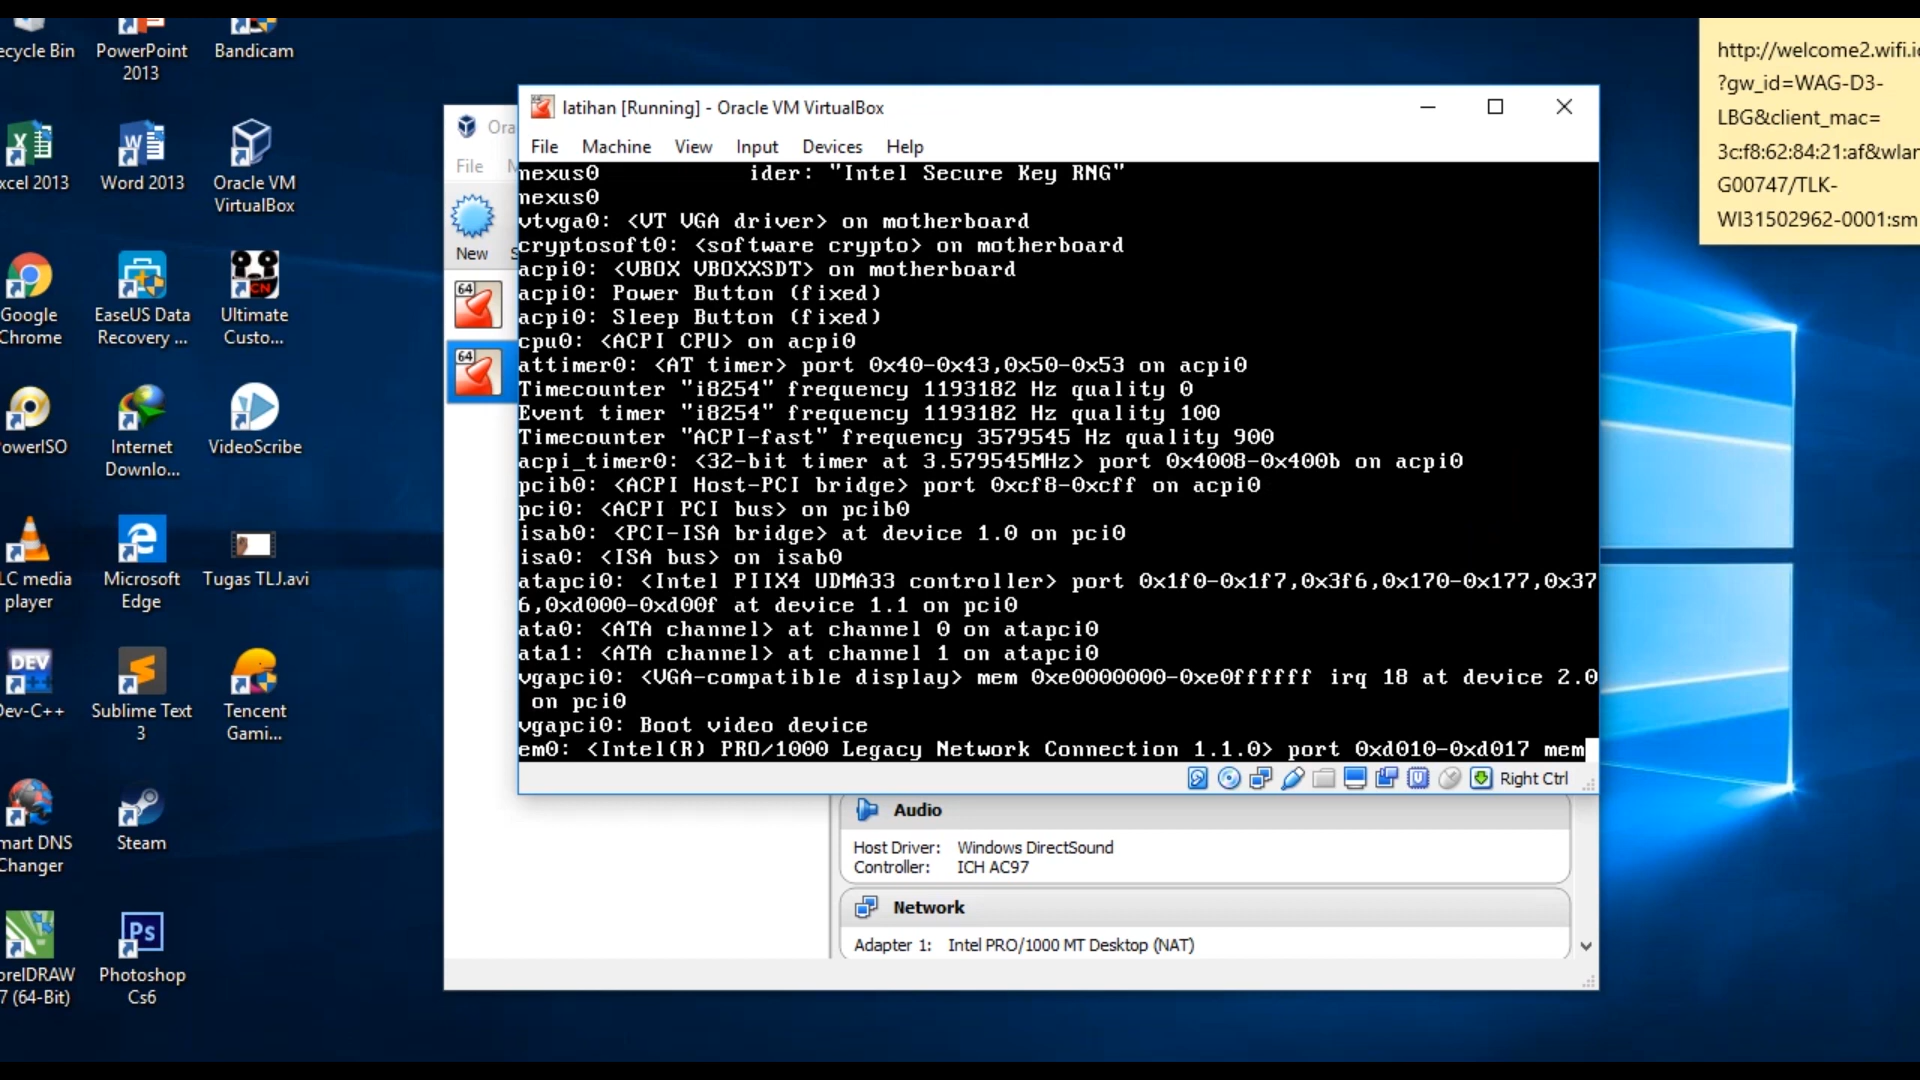 ecycle Bin
PowerPoint
2013
Bandicam
xcel 2013
Word 2013
Oracle VM
VirtualBox
Google
Chrome
EaseUS Data
Recovery ...
Ultimate
Custo...
CN
owerISO
Internet
Downlo...
VideoScribe
LC media
player
Microsoft
Edge
Tugas TLJ.avi
DEV
C++
Dev-C++
Sublime Text
3
Tencent
Gami...
mart DNS
Changer
Steam
orelDRAW
7 (64-Bit)
Ps
Photoshop
Cs6
Ora
File
M
New
S
64
64
latihan [Running] - Oracle VM VirtualBox
File Machine View Input Devices Help
nexus0 ider: "Intel Secure Key RNG"
nexus0
vtvga0: <VT VGA driver> on motherboard
cryptosoft0: <software crypto> on motherboard
acpi0: <VBOX VBOXXSDT> on motherboard
acpi0: Power Button (fixed)
acpi0: Sleep Button (fixed)
cpu0: <ACPI CPU> on acpi0
attimer0: <AT timer> port 0x40-0x43,0x50-0x53 on acpi0
Timecounter "i8254" frequency 1193182 Hz quality 0
Event timer "i8254" frequency 1193182 Hz quality 100
Timecounter "ACPI-fast" frequency 3579545 Hz quality 900
acpi_timer0: <32-bit timer at 3.579545MHz> port 0x4008-0x400b on acpi0
pcib0: <ACPI Host-PCI bridge> port 0xcf8-0xcff on acpi0
pci0: <ACPI PCI bus> on pcib0
isab0: <PCI-ISA bridge> at device 1.0 on pci0
isa0: <ISA bus> on isab0
atapci0: <Intel PIIX4 UDMA33 controller> port 0x1f0-0x1f7,0x3f6,0x170-0x177,0x37
6,0xd000-0xd00f at device 1.1 on pci0
ata0: <ATA channel> at channel 0 on atapci0
ata1: <ATA channel> at channel 1 on atapci0
vgapci0: <VGA-compatible display> mem 0xe0000000-0xe0ffffff irq 18 at device 2.0
on pci0
vgapci0: Boot video device
em0: <Intel(R) PRO/1000 Legacy Network Connection 1.1.0> port 0xd010-0xd017 mem
Right Ctrl
Audio
Host Driver: Windows DirectSound
Controller: ICH AC97
Network
Adapter 1: Intel PRO/1000 MT Desktop (NAT)
http://welcome2.wifi.ic
?gw_id=WAG-D3-
LBG&client_mac=
3c:f8:62:84:21:af&wlan
G00747/TLK-
WI31502962-0001:sm